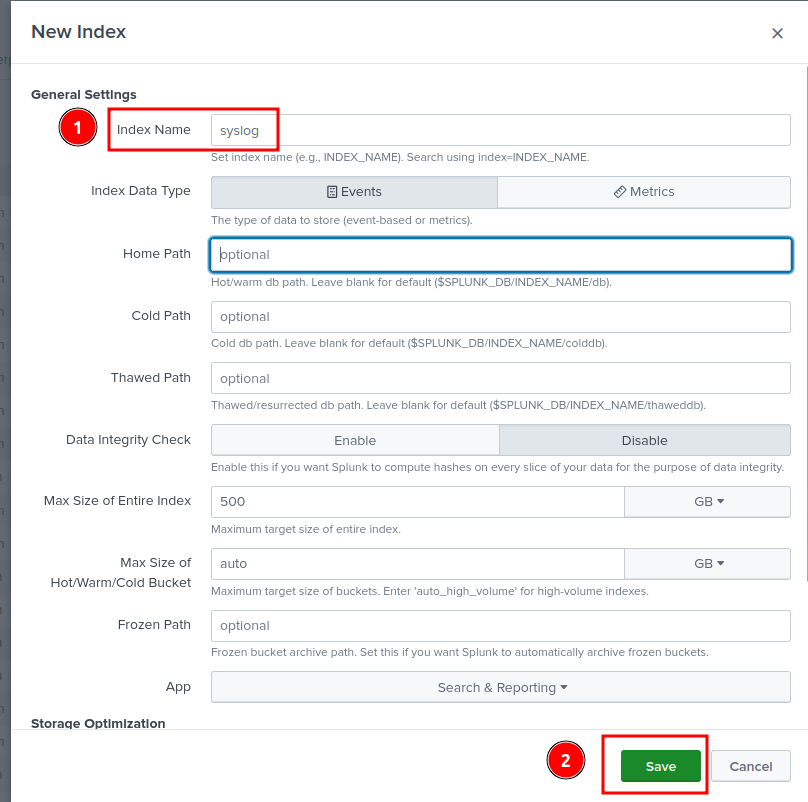 New Index
×
General Settings
1
Index Name
syslog
Set index name (e.g., INDEX_NAME). Search using index=INDEX_NAME.
Index Data Type
Events
Metrics
The type of data to store (event-based or metrics).
Home Path
optional
Hot/warm db path. Leave blank for default ($SPLUNK_DB/INDEX_NAME/db).
Cold Path
optional
Cold db path. Leave blank for default ($SPLUNK_DB/INDEX_NAME/colddb).
Thawed Path
optional
Thawed/resurrected db path. Leave blank for default ($SPLUNK_DB/INDEX_NAME/thaweddb).
Data Integrity Check
Enable
Disable
Enable this if you want Splunk to compute hashes on every slice of your data for the purpose of data integrity.
Max Size of Entire Index
500
GB
Maximum target size of entire index.
Max Size of
Hot/Warm/Cold Bucket
auto
GB
Maximum target size of buckets. Enter 'auto_high_volume' for high-volume indexes.
Frozen Path
optional
Frozen bucket archive path. Set this if you want Splunk to automatically archive frozen buckets.
App
Search & Reporting
Storage Optimization
2
Save
Cancel